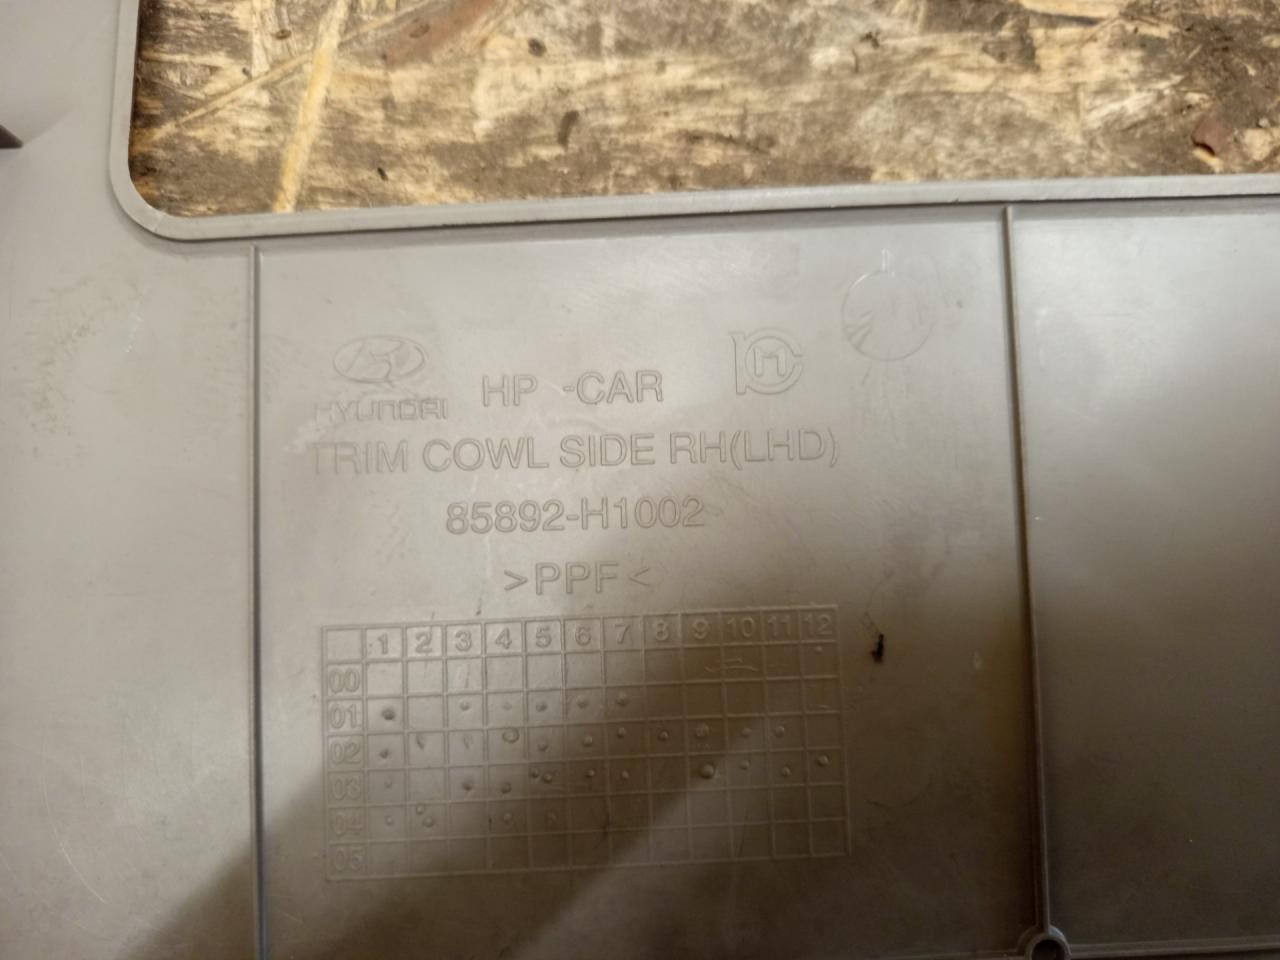 HYUNDAI
HP -CAR
TRIM COWL SIDE RH(LHD)
85892-H1002
>PPF<
1 2 3 4 5 6 7 8 9 10 11 12
00
01
02
03
04
05